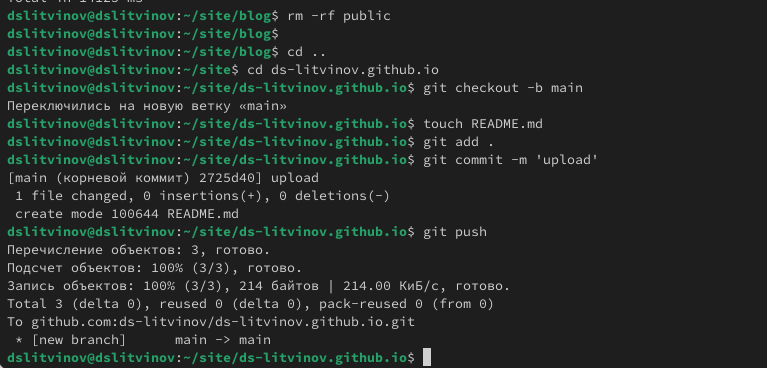 dslitvinov@dslitvinov:~/site/blog$ rm -rf public
dslitvinov@dslitvinov:~/site/blog$
dslitvinov@dslitvinov:~/site/blog$ cd ..
dslitvinov@dslitvinov:~/site$ cd ds-litvinov.github.io
dslitvinov@dslitvinov:~/site/ds-litvinov.github.io$ git checkout -b main
Переключились на новую ветку «main»
dslitvinov@dslitvinov:~/site/ds-litvinov.github.io$ touch README.md
dslitvinov@dslitvinov:~/site/ds-litvinov.github.io$ git add .
dslitvinov@dslitvinov:~/site/ds-litvinov.github.io$ git commit -m 'upload'
[main (корневой коммит) 2725d40] upload
 1 file changed, 0 insertions(+), 0 deletions(-)
 create mode 100644 README.md
dslitvinov@dslitvinov:~/site/ds-litvinov.github.io$ git push
Перечисление объектов: 3, готово.
Подсчет объектов: 100% (3/3), готово.
Запись объектов: 100% (3/3), 214 байтов | 214.00 КиБ/с, готово.
Total 3 (delta 0), reused 0 (delta 0), pack-reused 0 (from 0)
To github.com:ds-litvinov/ds-litvinov.github.io.git
 * [new branch]      main -> main
dslitvinov@dslitvinov:~/site/ds-litvinov.github.io$